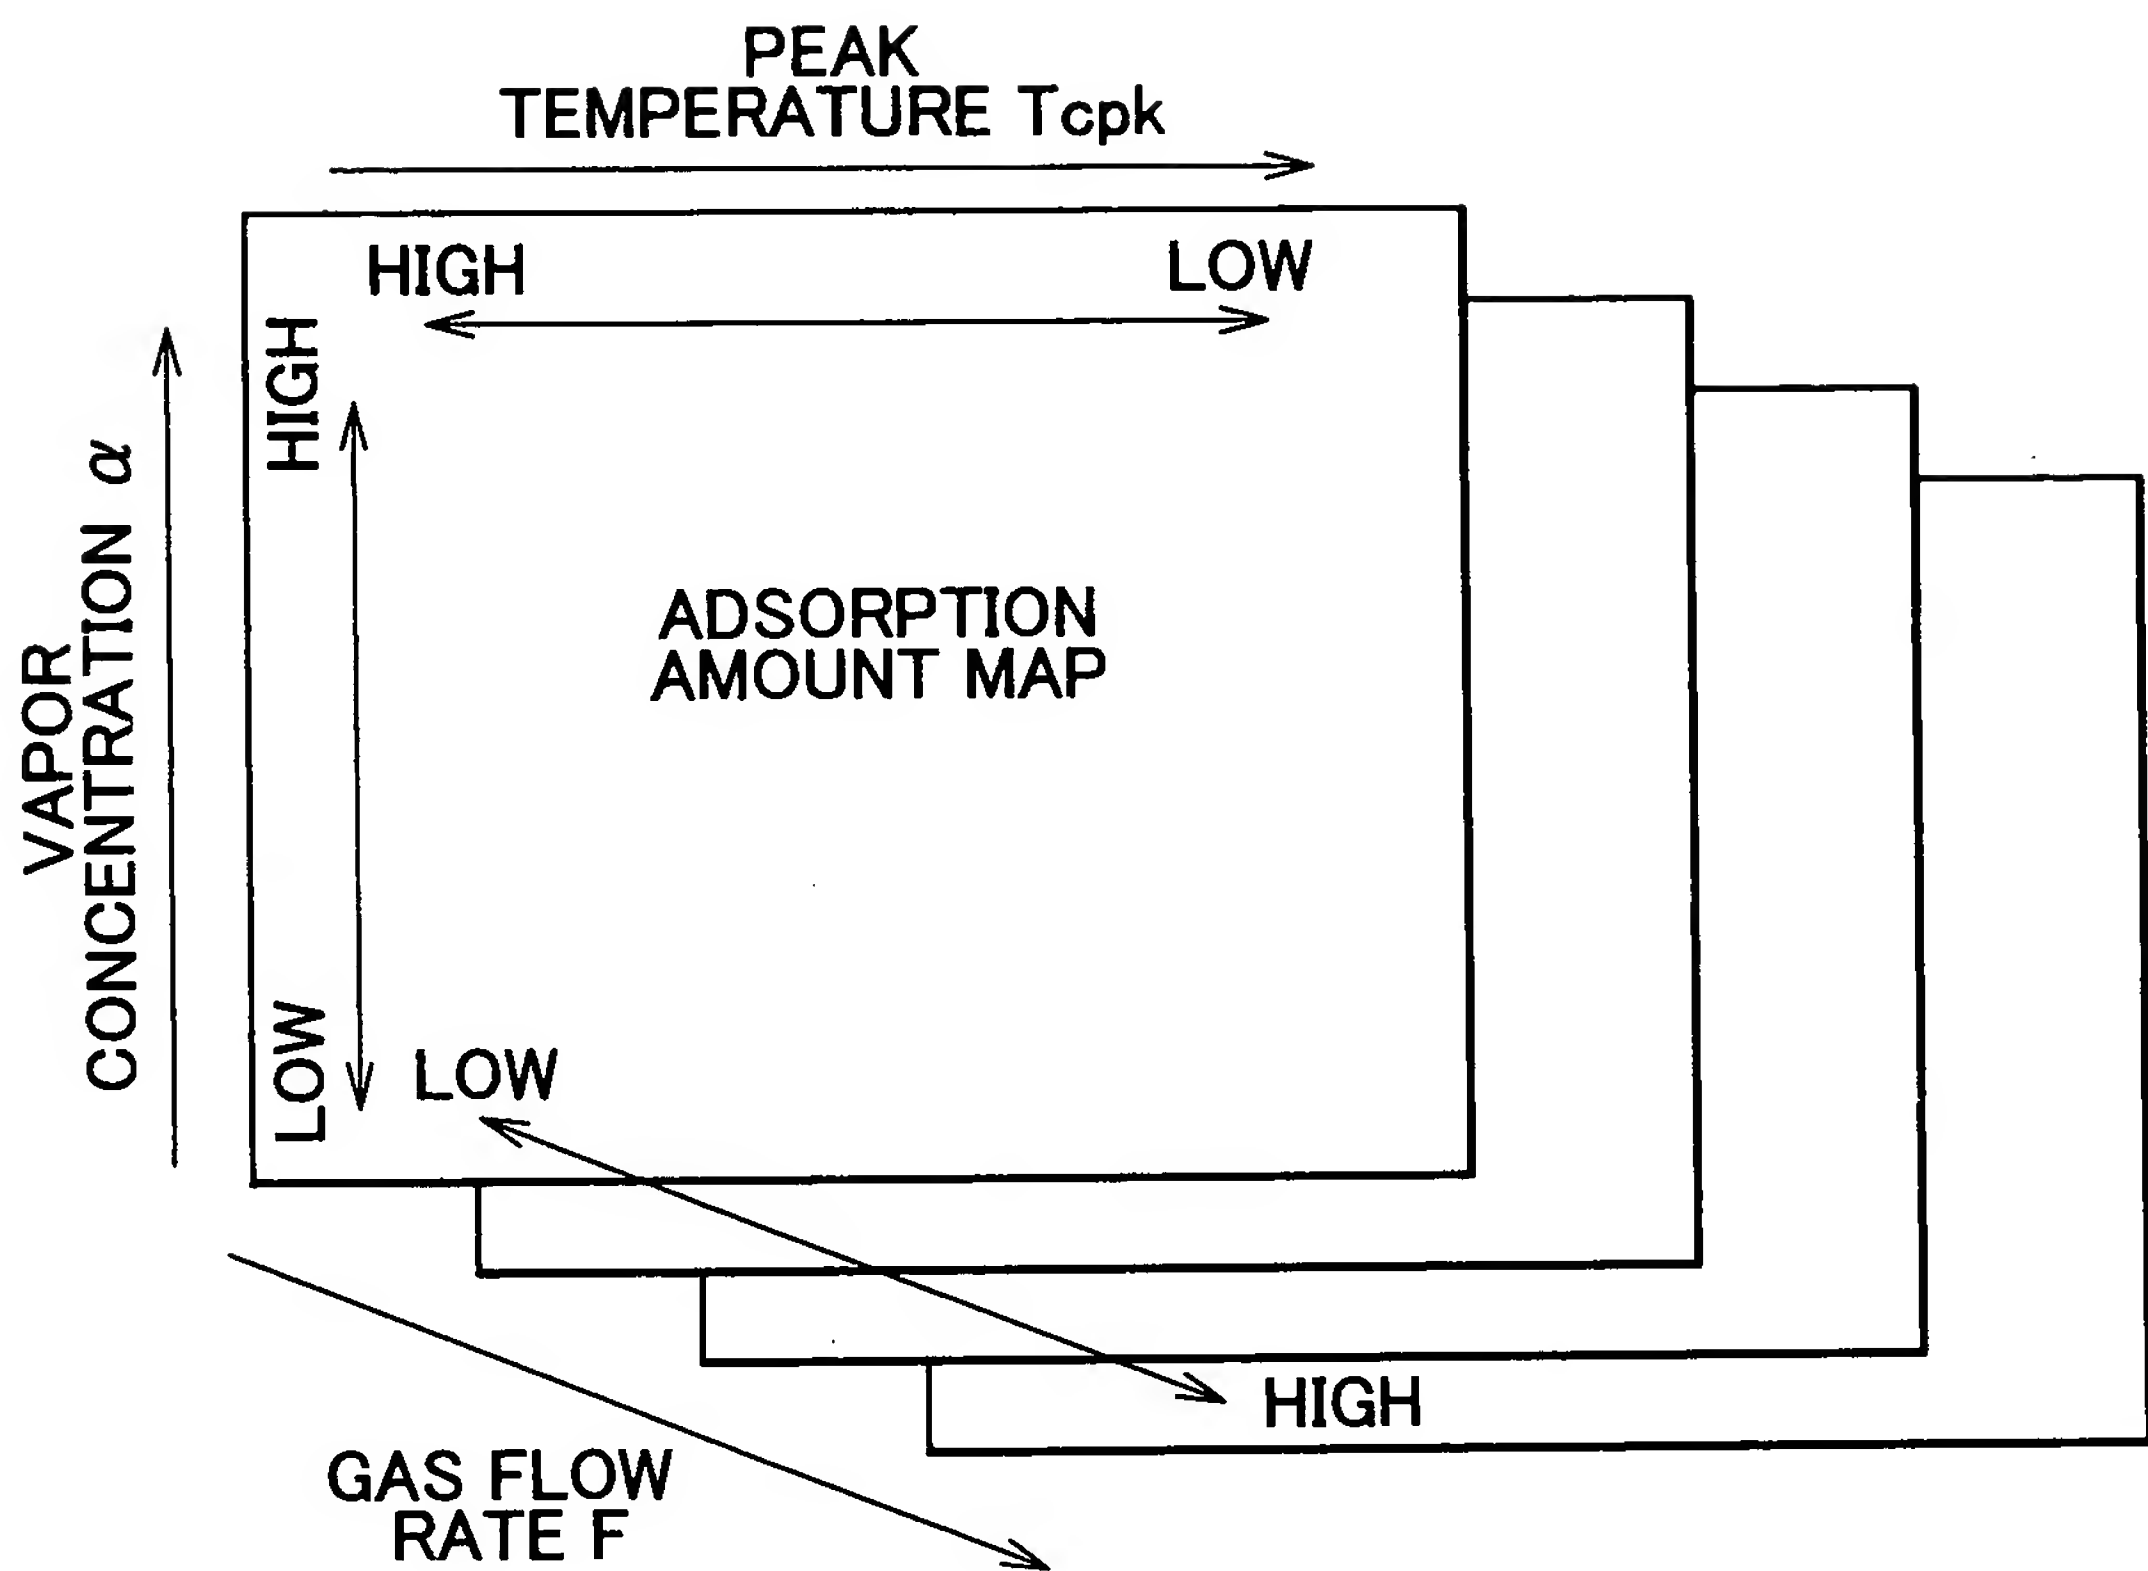 PEAK
TEMPERATURE Tcpk
HIGH
LOW
HIGH
VAPOR
CONCENTRATION α
ADSORPTION
AMOUNT MAP
LOW
LOW
HIGH
GAS FLOW
RATE F